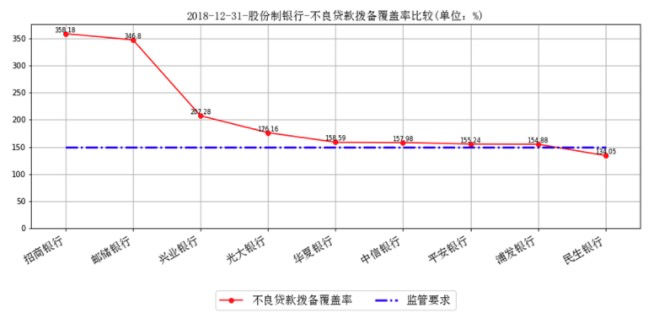 2018-12-31-股份制银行-不良贷款拨备覆盖率比较(单位: %)
350
300
250
200
150
100
50
0
358.18
346.8
207.28
176.16
158.59
157.98
155.24
154.88
134.05
招商银行
邮储银行
兴业银行
光大银行
华夏银行
中信银行
平安银行
浦发银行
民生银行
不良贷款拨备覆盖率
监管要求